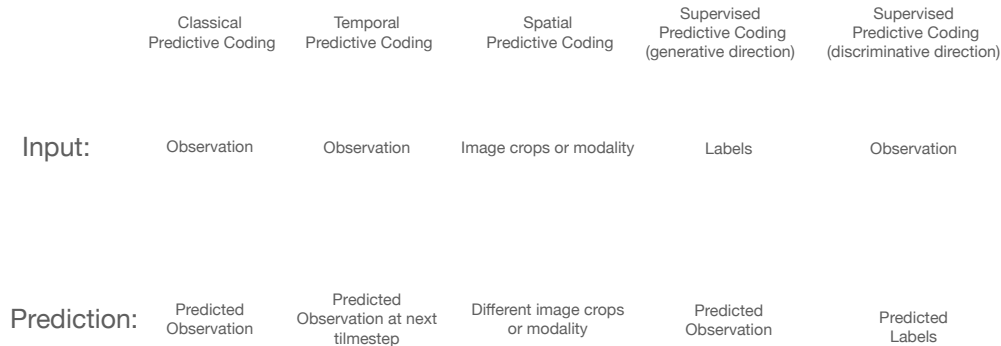 Classical
Predictive Coding
Temporal
Predictive Coding
Spatial
Predictive Coding
Supervised
Predictive Coding
(generative direction)
Supervised
Predictive Coding
(discriminative direction)
Input:
Observation
Observation
Image crops or modality
Labels
Observation
Prediction:
Predicted
Observation
Predicted
Observation at next
tilmestep
Different image crops
or modality
Predicted
Observation
Predicted
Labels